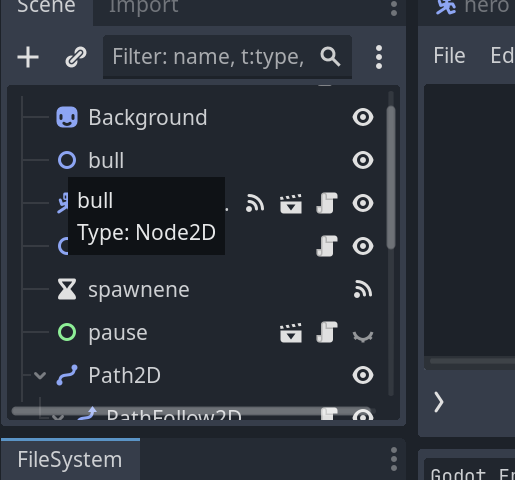 Scene
Import
hero
Filter: name, t:type,
File
Ed
Background
bull
bull
Type: Node2D
spawnene
pause
Path2D
PathFollow2D
FileSystem
Godot En